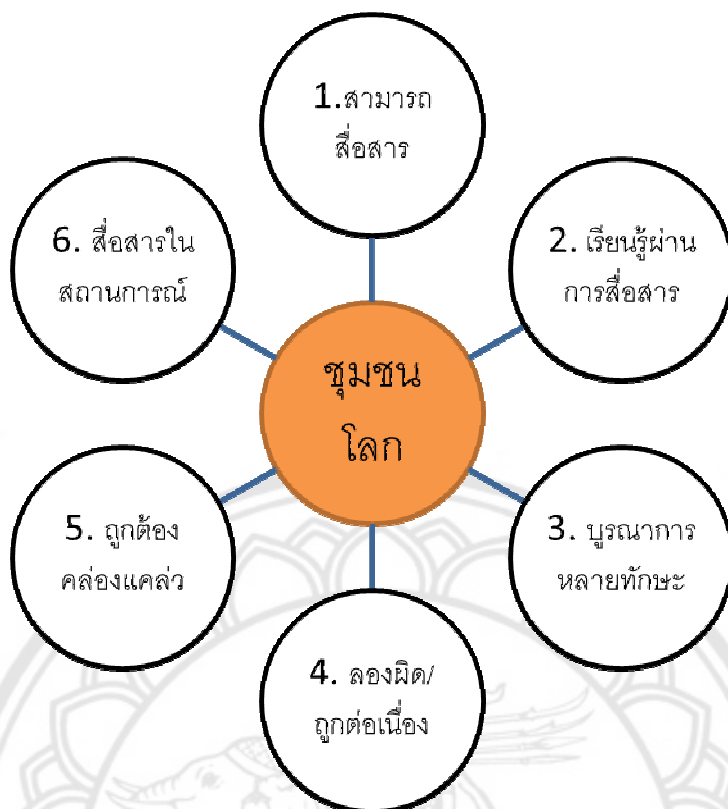 1.สามารถ
สื่อสาร
2. เรียนรู้ผ่าน
การสื่อสาร
3. บูรณาการ
หลายทักษะ
4. ลองผิด/
ถูกต่อเนื่อง
5. ถูกต้อง
คล่องแคล่ว
6. สื่อสารใน
สถานการณ์
ชุมชน
โลก